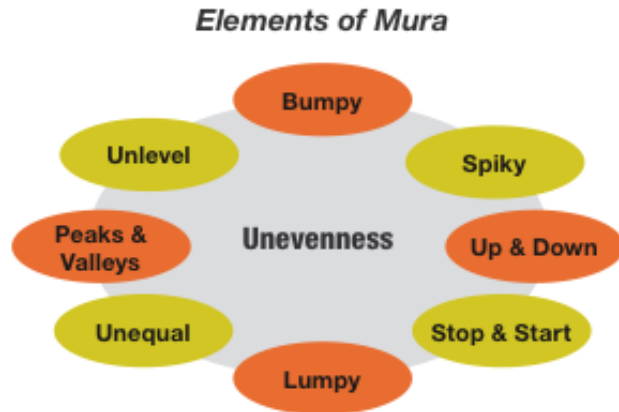 Elements of Mura
Bumpy
Unlevel
Spiky
Peaks &
Valleys
Unevenness
Up & Down
Unequal
Stop & Start
Lumpy